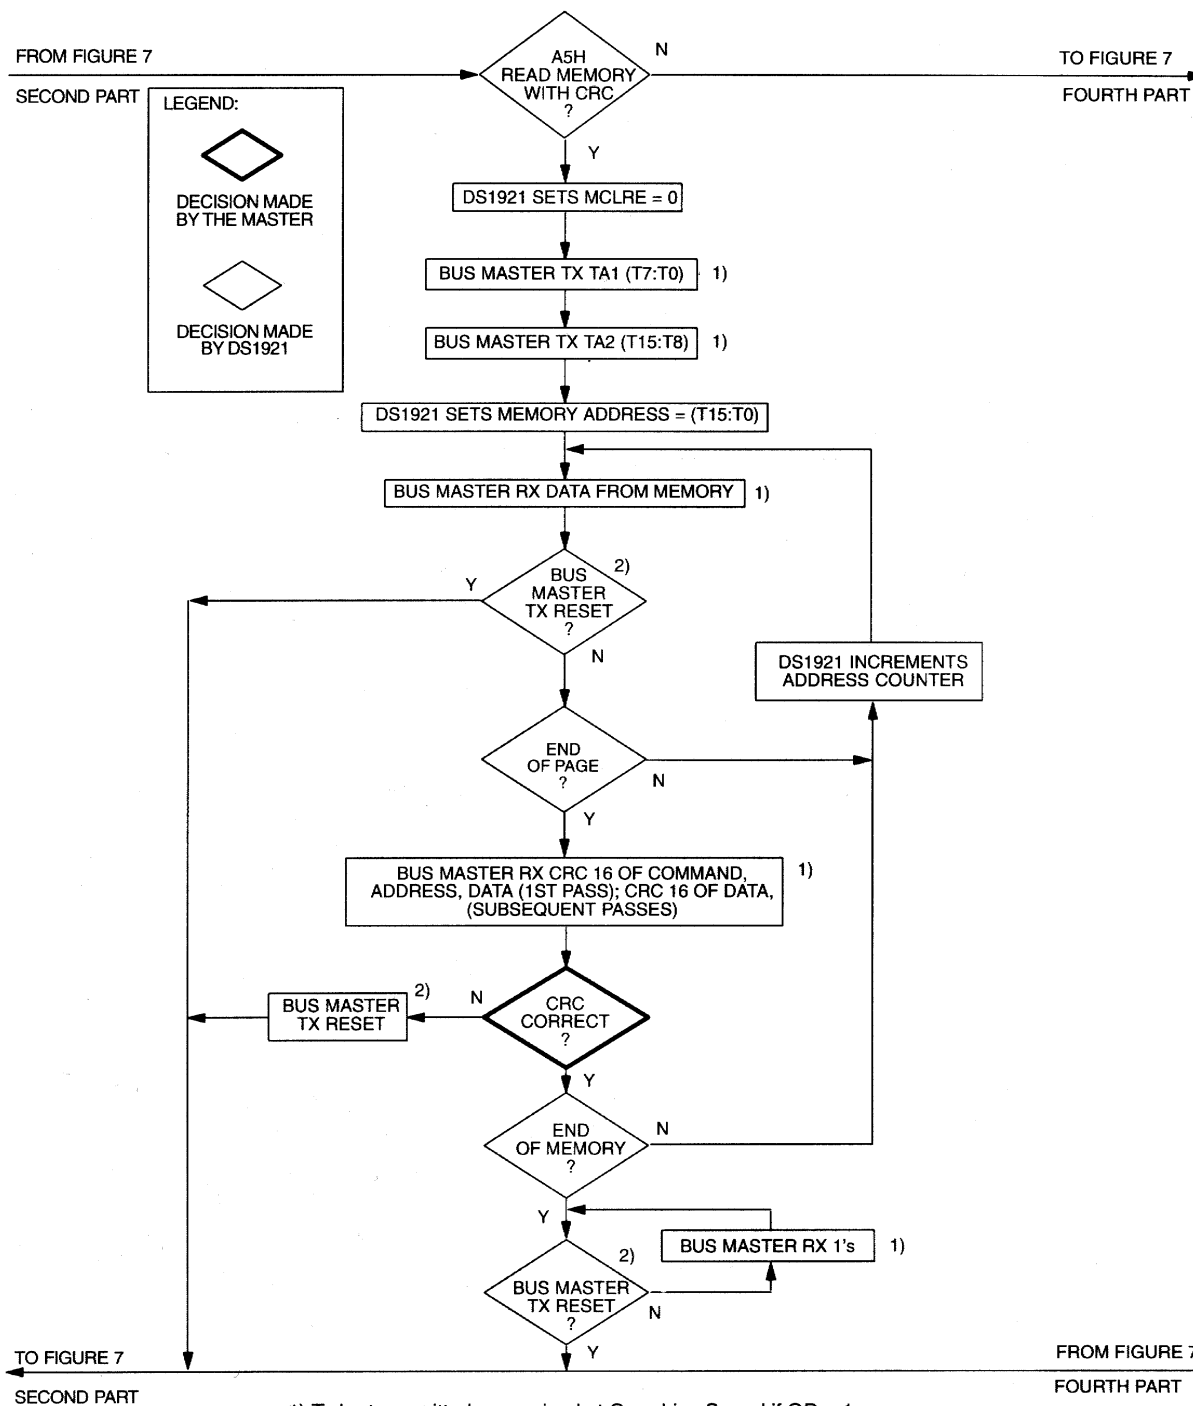 FROM FIGURE 7
SECOND PART
A5H
READ MEMORY
WITH CRC
?
N
TO FIGURE 7
FOURTH PART
LEGEND:
DECISION MADE
BY THE MASTER
DECISION MADE
BY DS1921
Y
DS1921 SETS MCLRE = 0
BUS MASTER TX TA1 (T7:T0) 1)
BUS MASTER TX TA2 (T15:T8) 1)
DS1921 SETS MEMORY ADDRESS = (T15:T0)
BUS MASTER RX DATA FROM MEMORY 1)
BUS
MASTER
TX RESET
?
2)
Y
N
DS1921 INCREMENTS
ADDRESS COUNTER
END
OF PAGE
?
N
Y
BUS MASTER RX CRC 16 OF COMMAND,
ADDRESS, DATA (1ST PASS); CRC 16 OF DATA,
(SUBSEQUENT PASSES)
1)
CRC
CORRECT
?
N
2)
BUS MASTER
TX RESET
Y
END
OF MEMORY
?
N
Y
BUS MASTER RX 1's 1)
2)
BUS MASTER
TX RESET
?
N
Y
TO FIGURE 7
SECOND PART
FROM FIGURE 7
FOURTH PART